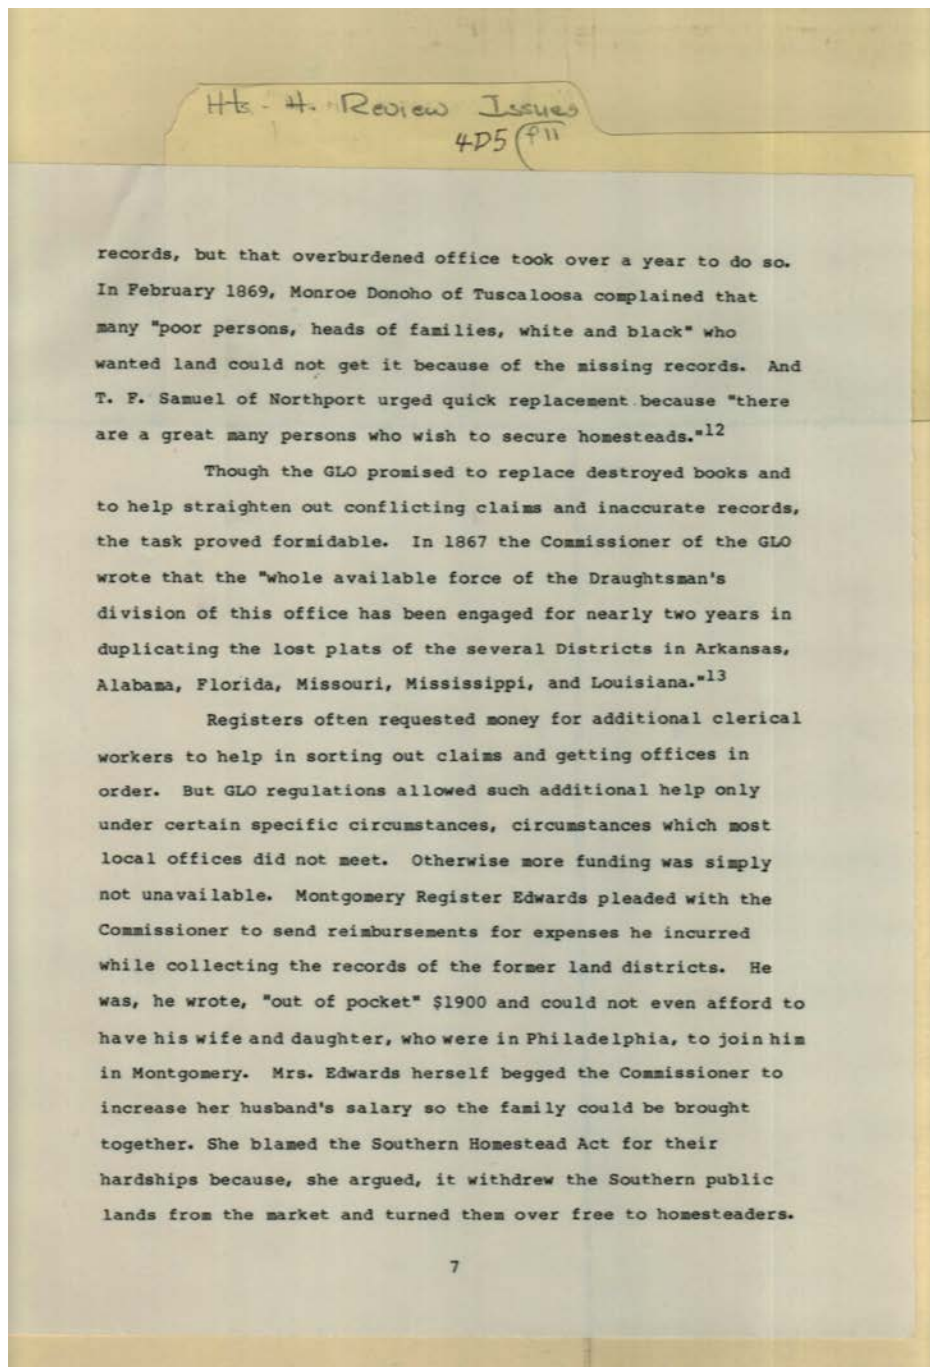 Hts - H. Review Issues
4D5 (P11
records, but that overburdened office took over a year to do so.
In February 1869, Monroe Donoho of Tuscaloosa complained that
many "poor persons, heads of families, white and black" who
wanted land could not get it because of the missing records. And
T. F. Samuel of Northport urged quick replacement because "there
are a great many persons who wish to secure homesteads."12
Though the GLO promised to replace destroyed books and
to help straighten out conflicting claims and inaccurate records,
the task proved formidable. In 1867 the Commissioner of the GLO
wrote that the "whole available force of the Draughtsman's
division of this office has been engaged for nearly two years in
duplicating the lost plats of the several Districts in Arkansas,
Alabama, Florida, Missouri, Mississippi, and Louisiana."13
Registers often requested money for additional clerical
workers to help in sorting out claims and getting offices in
order. But GLO regulations allowed such additional help only
under certain specific circumstances, circumstances which most
local offices did not meet. Otherwise more funding was simply
not unavailable. Montgomery Register Edwards pleaded with the
Commissioner to send reimbursements for expenses he incurred
while collecting the records of the former land districts. He
was, he wrote, "out of pocket" $1900 and could not even afford to
have his wife and daughter, who were in Philadelphia, to join him
in Montgomery. Mrs. Edwards herself begged the Commissioner to
increase her husband's salary so the family could be brought
together. She blamed the Southern Homestead Act for their
hardships because, she argued, it withdrew the Southern public
lands from the market and turned them over free to homesteaders.
7